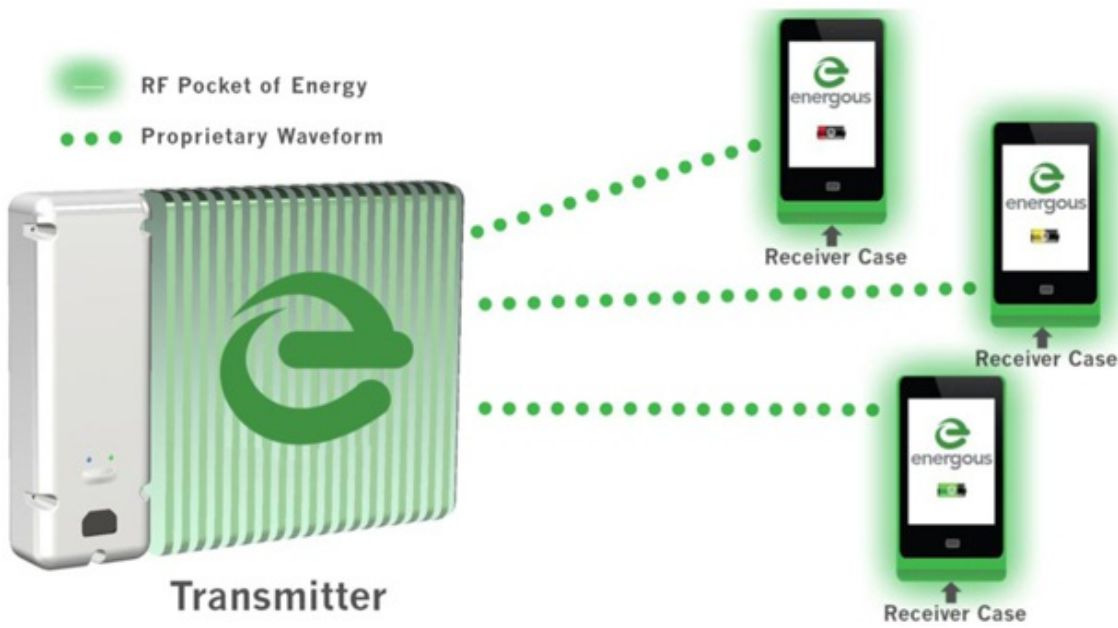 RF Pocket of Energy
Proprietary Waveform
energous
Receiver Case
energous
Receiver Case
energous
Receiver Case
Transmitter